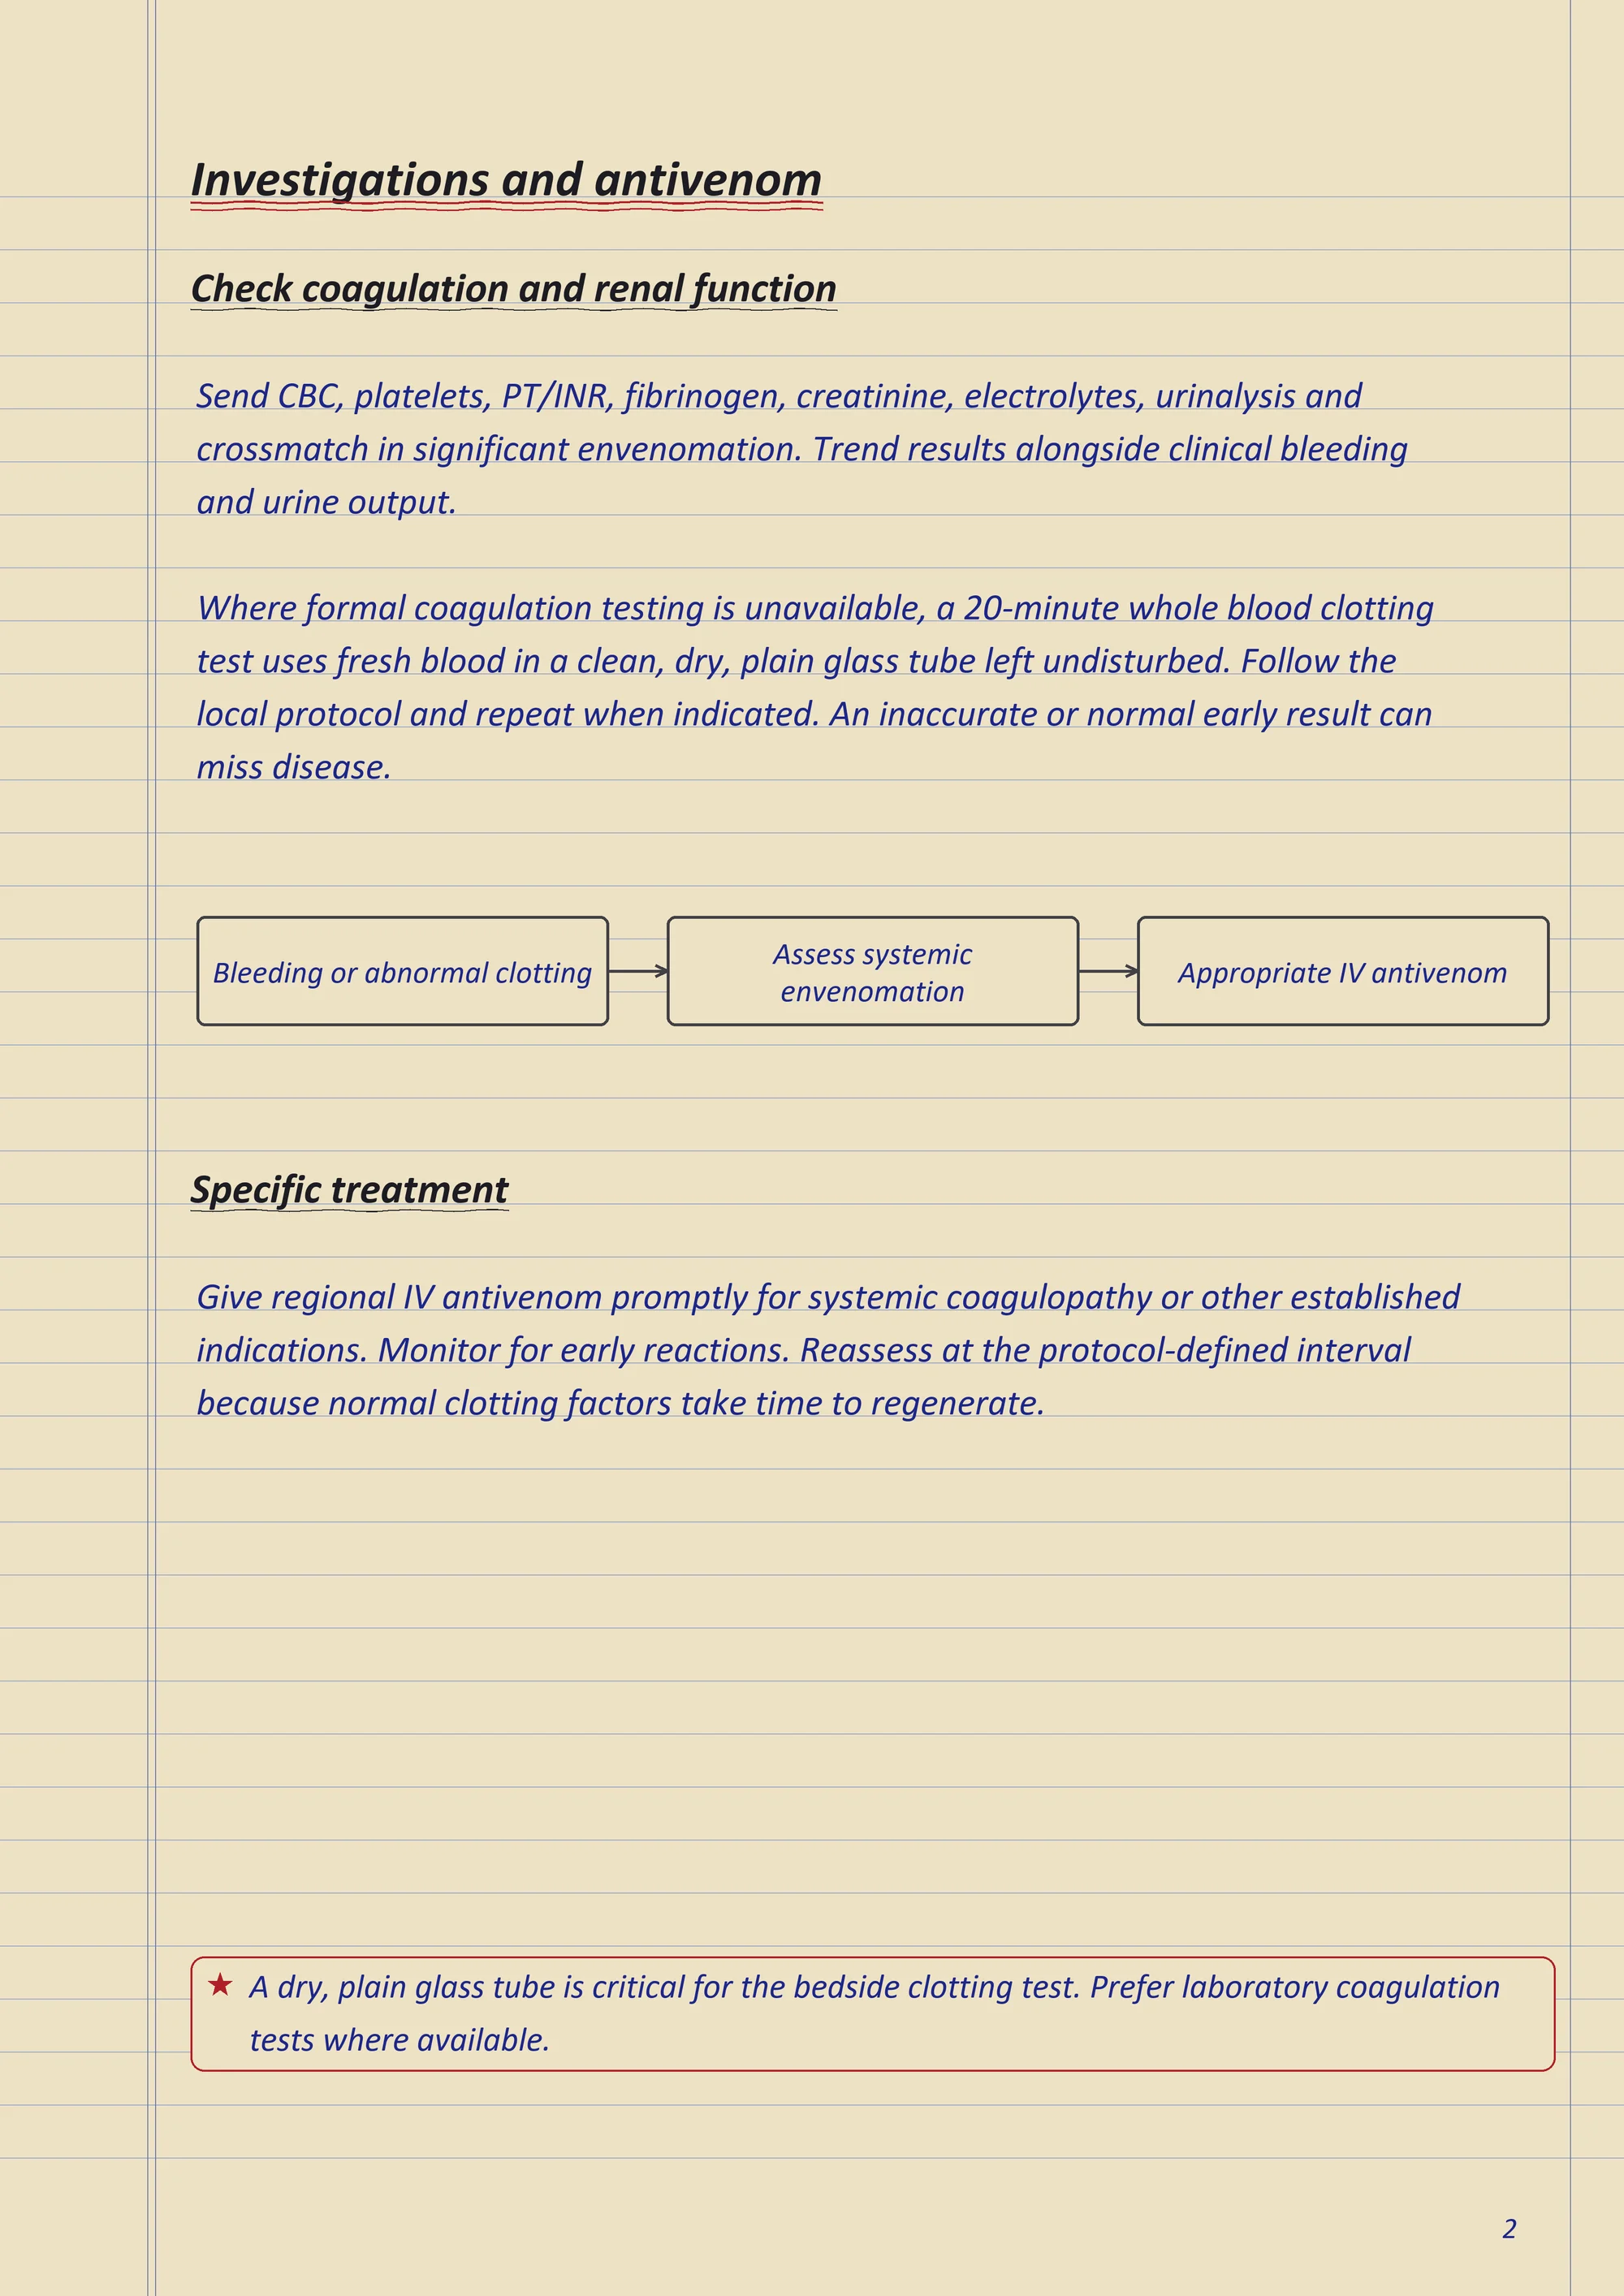 Investigations and antivenom
Check coagulation and renal function
Send CBC, platelets, PT/INR, fibrinogen, creatinine, electrolytes, urinalysis and
crossmatch in significant envenomation. Trend results alongside clinical bleeding
and urine output.
Where formal coagulation testing is unavailable, a 20-minute whole blood clotting
test uses fresh blood in a clean, dry, plain glass tube left undisturbed. Follow the
local protocol and repeat when indicated. An inaccurate or normal early result can
miss disease.
Bleeding or abnormal clotting
Assess systemic
envenomation
Appropriate IV antivenom
Specific treatment
Give regional IV antivenom promptly for systemic coagulopathy or other established
indications. Monitor for early reactions. Reassess at the protocol-defined interval
because normal clotting factors take time to regenerate.
★ A dry, plain glass tube is critical for the bedside clotting test. Prefer laboratory coagulation
tests where available.
2